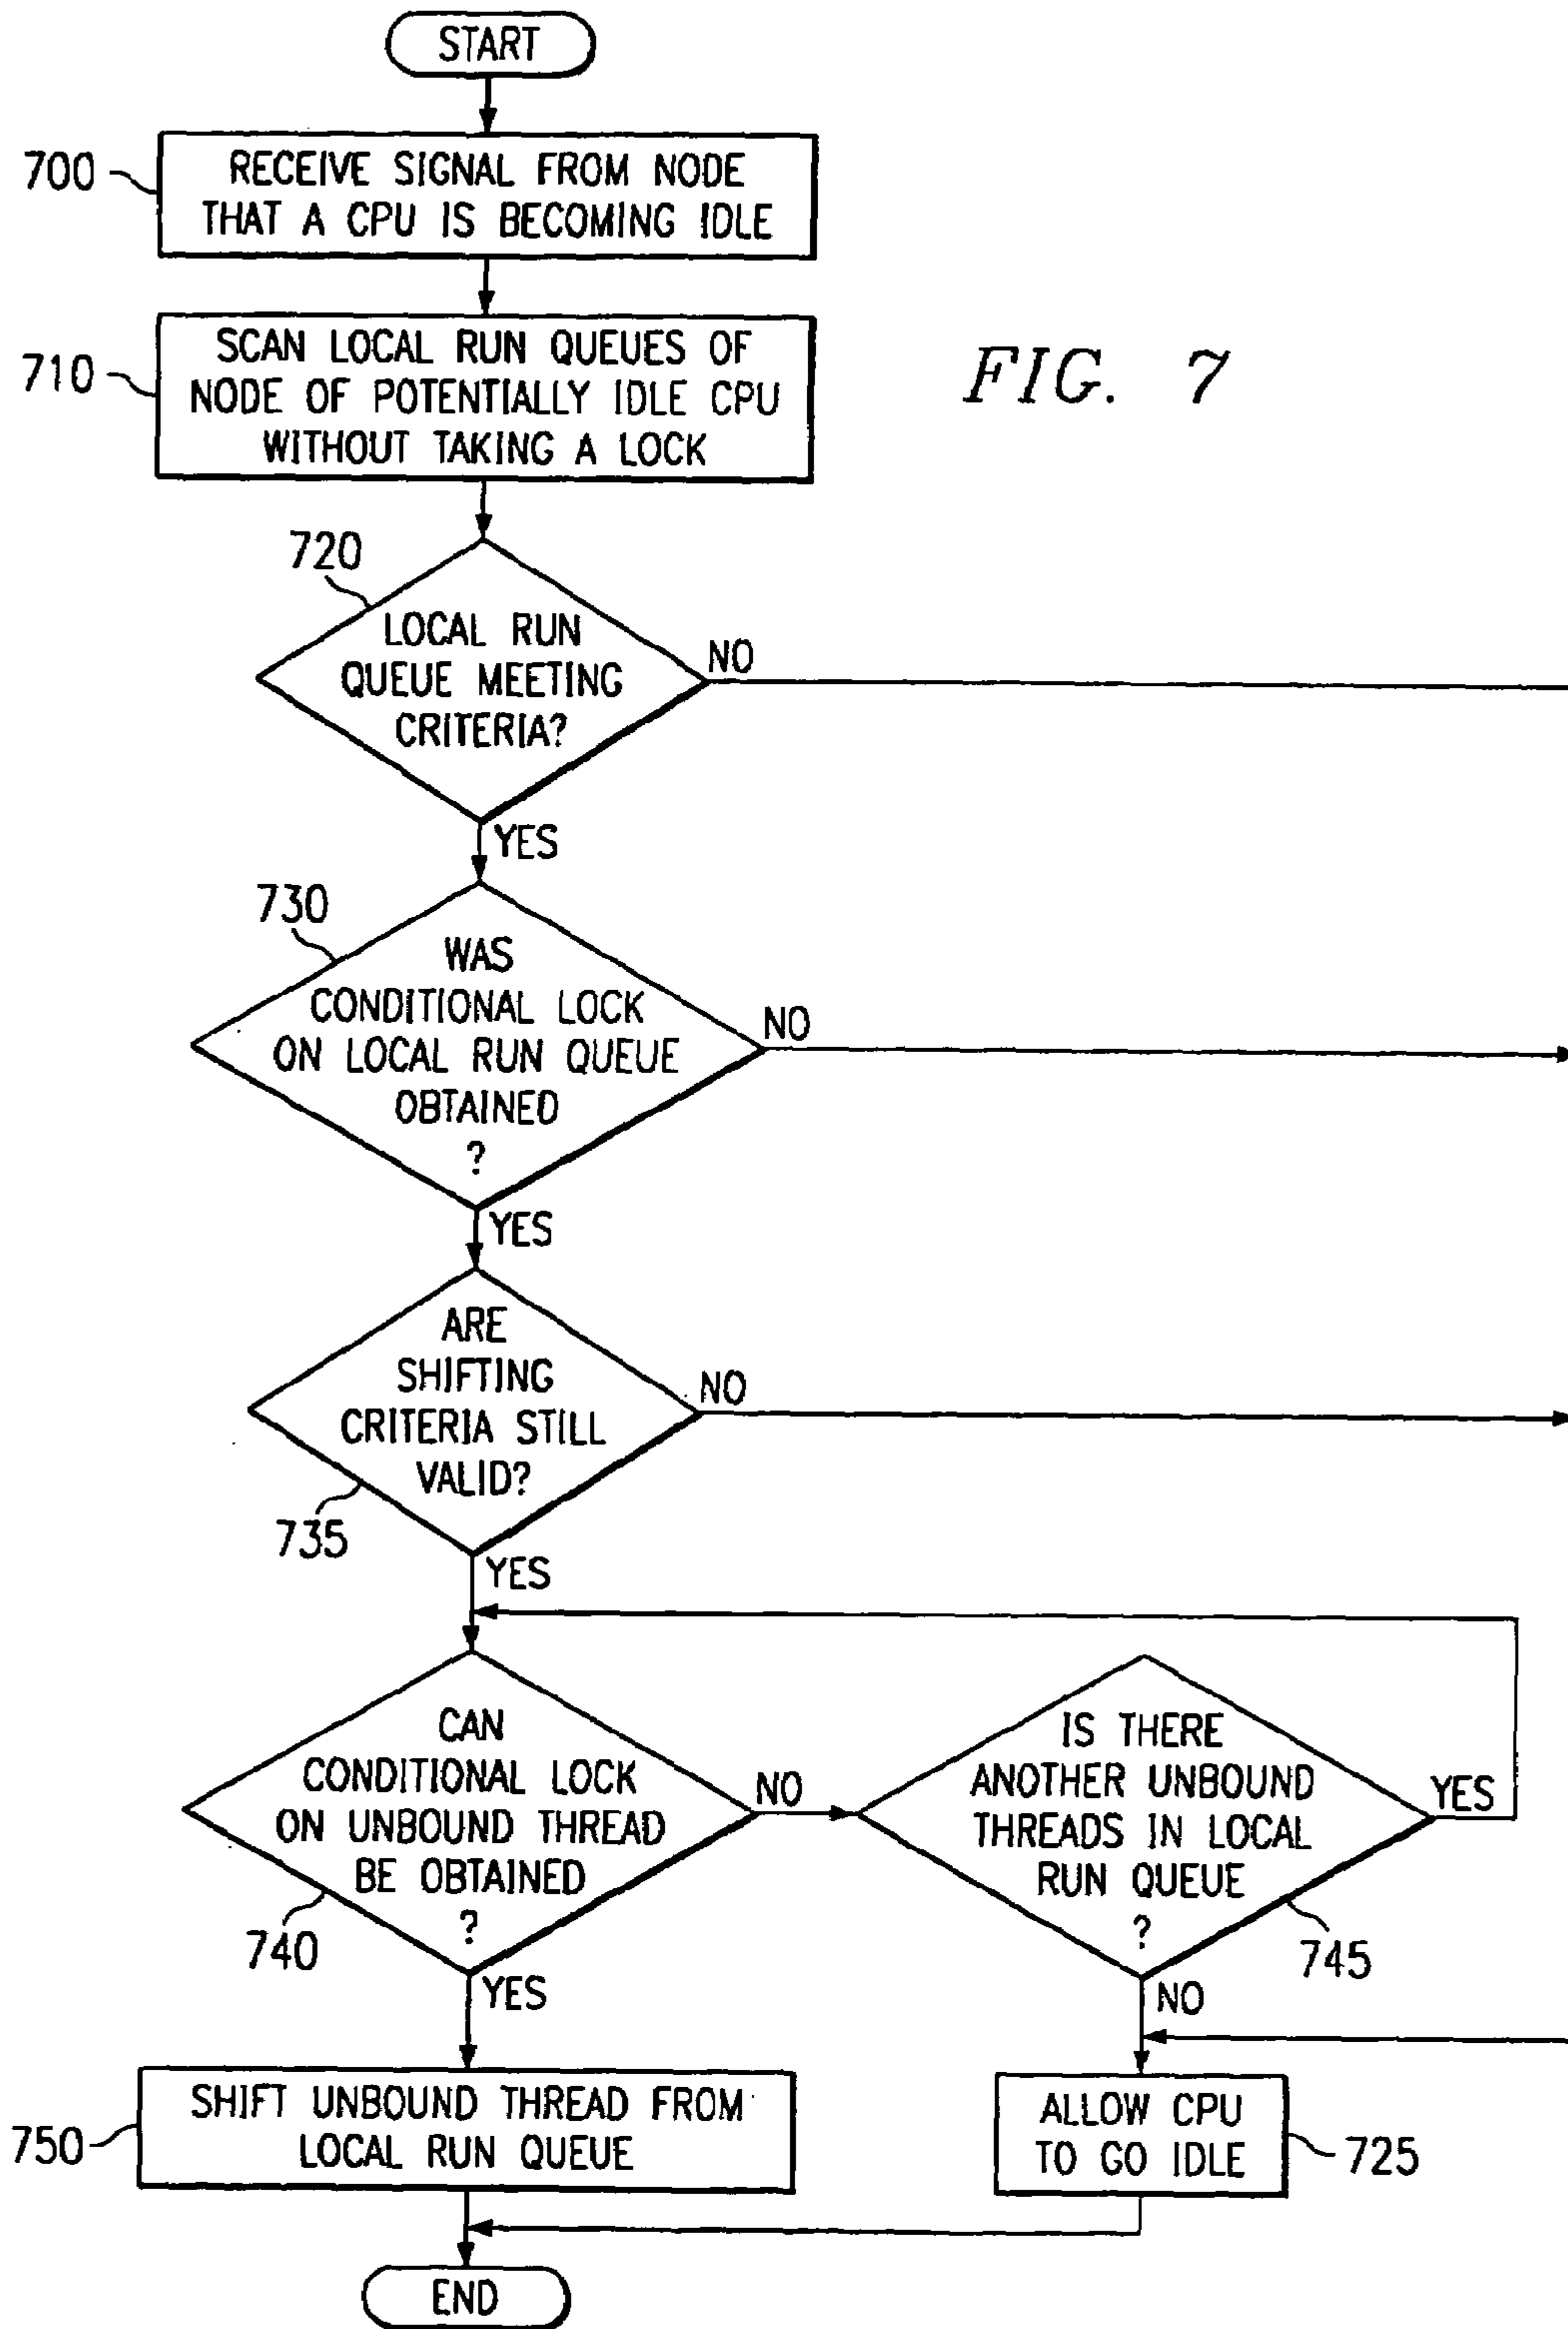 START
700
RECEIVE SIGNAL FROM NODE
THAT A CPU IS BECOMING IDLE
710
SCAN LOCAL RUN QUEUES OF
NODE OF POTENTIALLY IDLE CPU
WITHOUT TAKING A LOCK
FIG. 7
720
LOCAL RUN
QUEUE MEETING
CRITERIA?
NO
YES
730
WAS
CONDITIONAL LOCK
ON LOCAL RUN QUEUE
OBTAINED
?
NO
YES
ARE
SHIFTING
CRITERIA STILL
VALID?
NO
735
YES
CAN
CONDITIONAL LOCK
ON UNBOUND THREAD
BE OBTAINED
?
NO
740
YES
IS THERE
ANOTHER UNBOUND
THREADS IN LOCAL
RUN QUEUE
?
YES
745
NO
750
SHIFT UNBOUND THREAD FROM
LOCAL RUN QUEUE
ALLOW CPU
TO GO IDLE
725
END